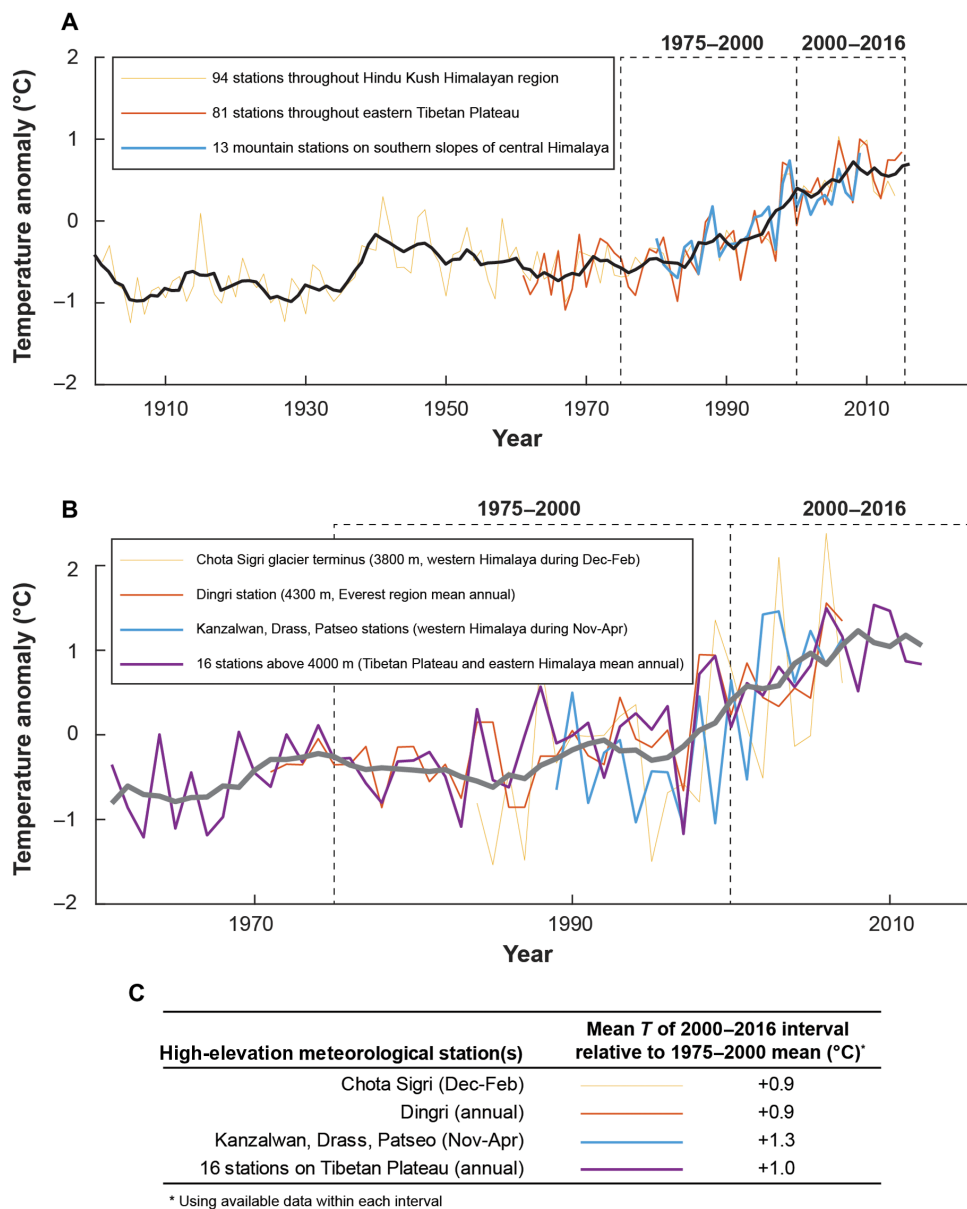 A
1975–2000
2000–2016
2
1
0
−1
−2
Temperature anomaly (°C)
94 stations throughout Hindu Kush Himalayan region
81 stations throughout eastern Tibetan Plateau
13 mountain stations on southern slopes of central Himalaya
1910
1930
1950
1970
1990
2010
Year
B
1975–2000
2000–2016
2
1
0
−1
−2
Temperature anomaly (°C)
Chota Sigri glacier terminus (3800 m, western Himalaya during Dec-Feb)
Dingri station (4300 m, Everest region mean annual)
Kanzalwan, Drass, Patseo stations (western Himalaya during Nov-Apr)
16 stations above 4000 m (Tibetan Plateau and eastern Himalaya mean annual)
1970
1990
2010
Year
C
High-elevation meteorological station(s)
Mean T of 2000–2016 interval
relative to 1975–2000 mean (°C)*
Chota Sigri (Dec-Feb) +0.9
Dingri (annual) +0.9
Kanzalwan, Drass, Patseo (Nov-Apr) +1.3
16 stations on Tibetan Plateau (annual) +1.0
* Using available data within each interval